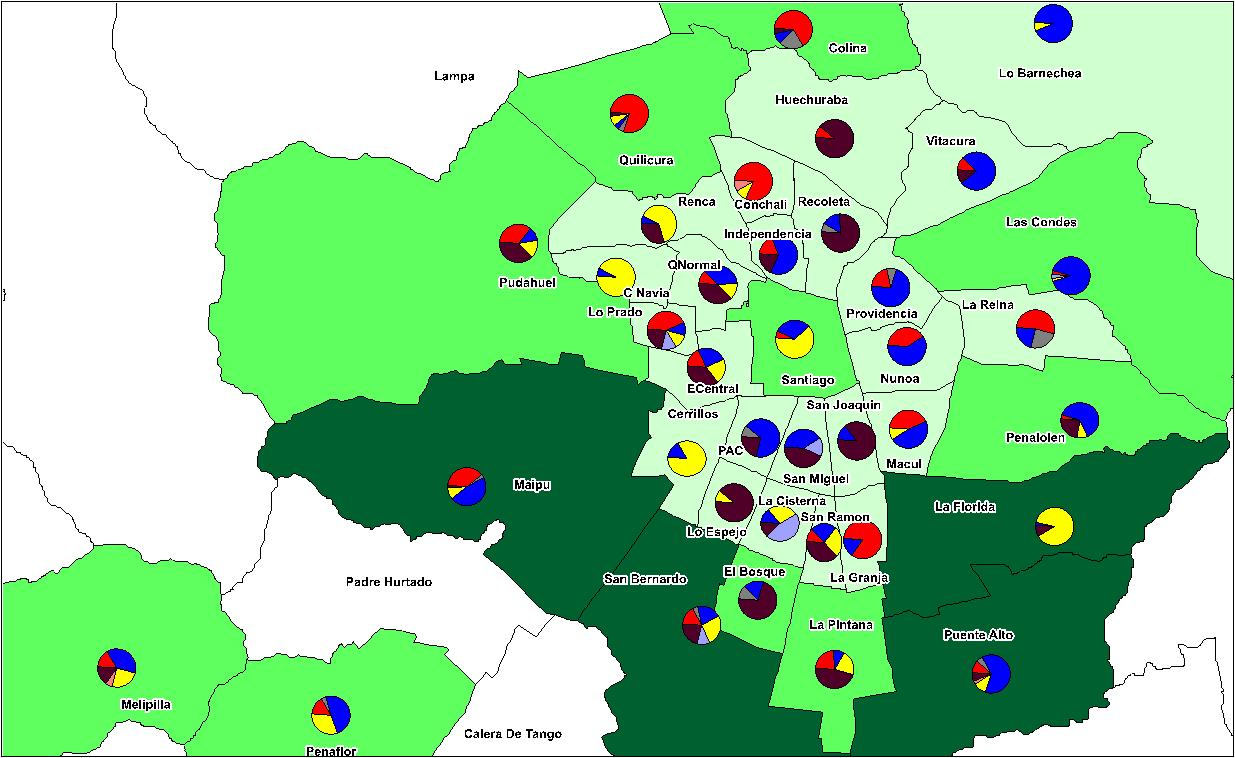 Colina
Lampa
Lo Barnechea
Huechuraba
Vitacura
Quilicura
Renca
Conchali
Recoleta
Las Condes
Independencia
QNormal
Pudahuel
C Navia
La Reina
Lo Prado
Providencia
Santiago
Nunoa
ECentral
San Joaquin
Cerrillos
Penalolen
PAC
Macul
San Miguel
Maipu
La Cisterna
La Florida
San Ramon
Lo Espejo
El Bosque
La Granja
San Bernardo
Padre Hurtado
La PIntana
Puente Alto
Melipilla
Calera De Tango
Penaflor